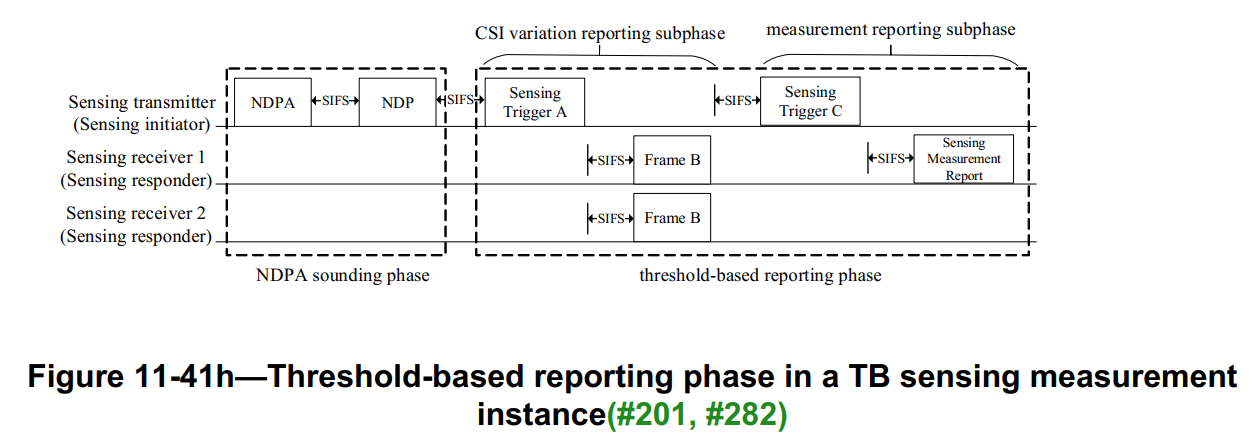 CSI variation reporting subphase
measurement reporting subphase
Sensing transmitter
(Sensing initiator)
NDPA
SIFS
NDP
SIFS
Sensing
Trigger A
SIFS
Sensing
Trigger C
Sensing receiver 1
(Sensing responder)
SIFS
Frame B
SIFS
Sensing
Measurement
Report
Sensing receiver 2
(Sensing responder)
SIFS
Frame B
NDPA sounding phase
threshold-based reporting phase
Figure 11-41h—Threshold-based reporting phase in a TB sensing measurement
instance(#201, #282)